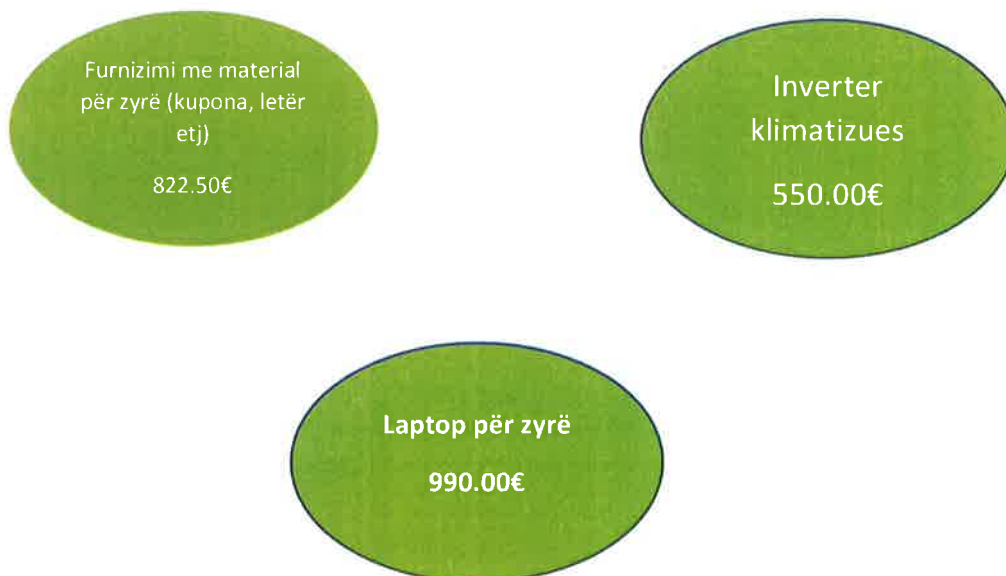 Furnizimi me material
për zyrë (kupona, letër
etj)
822.50€
Inverter
klimatizues
550.00€
Laptop për zyrë
990.00€